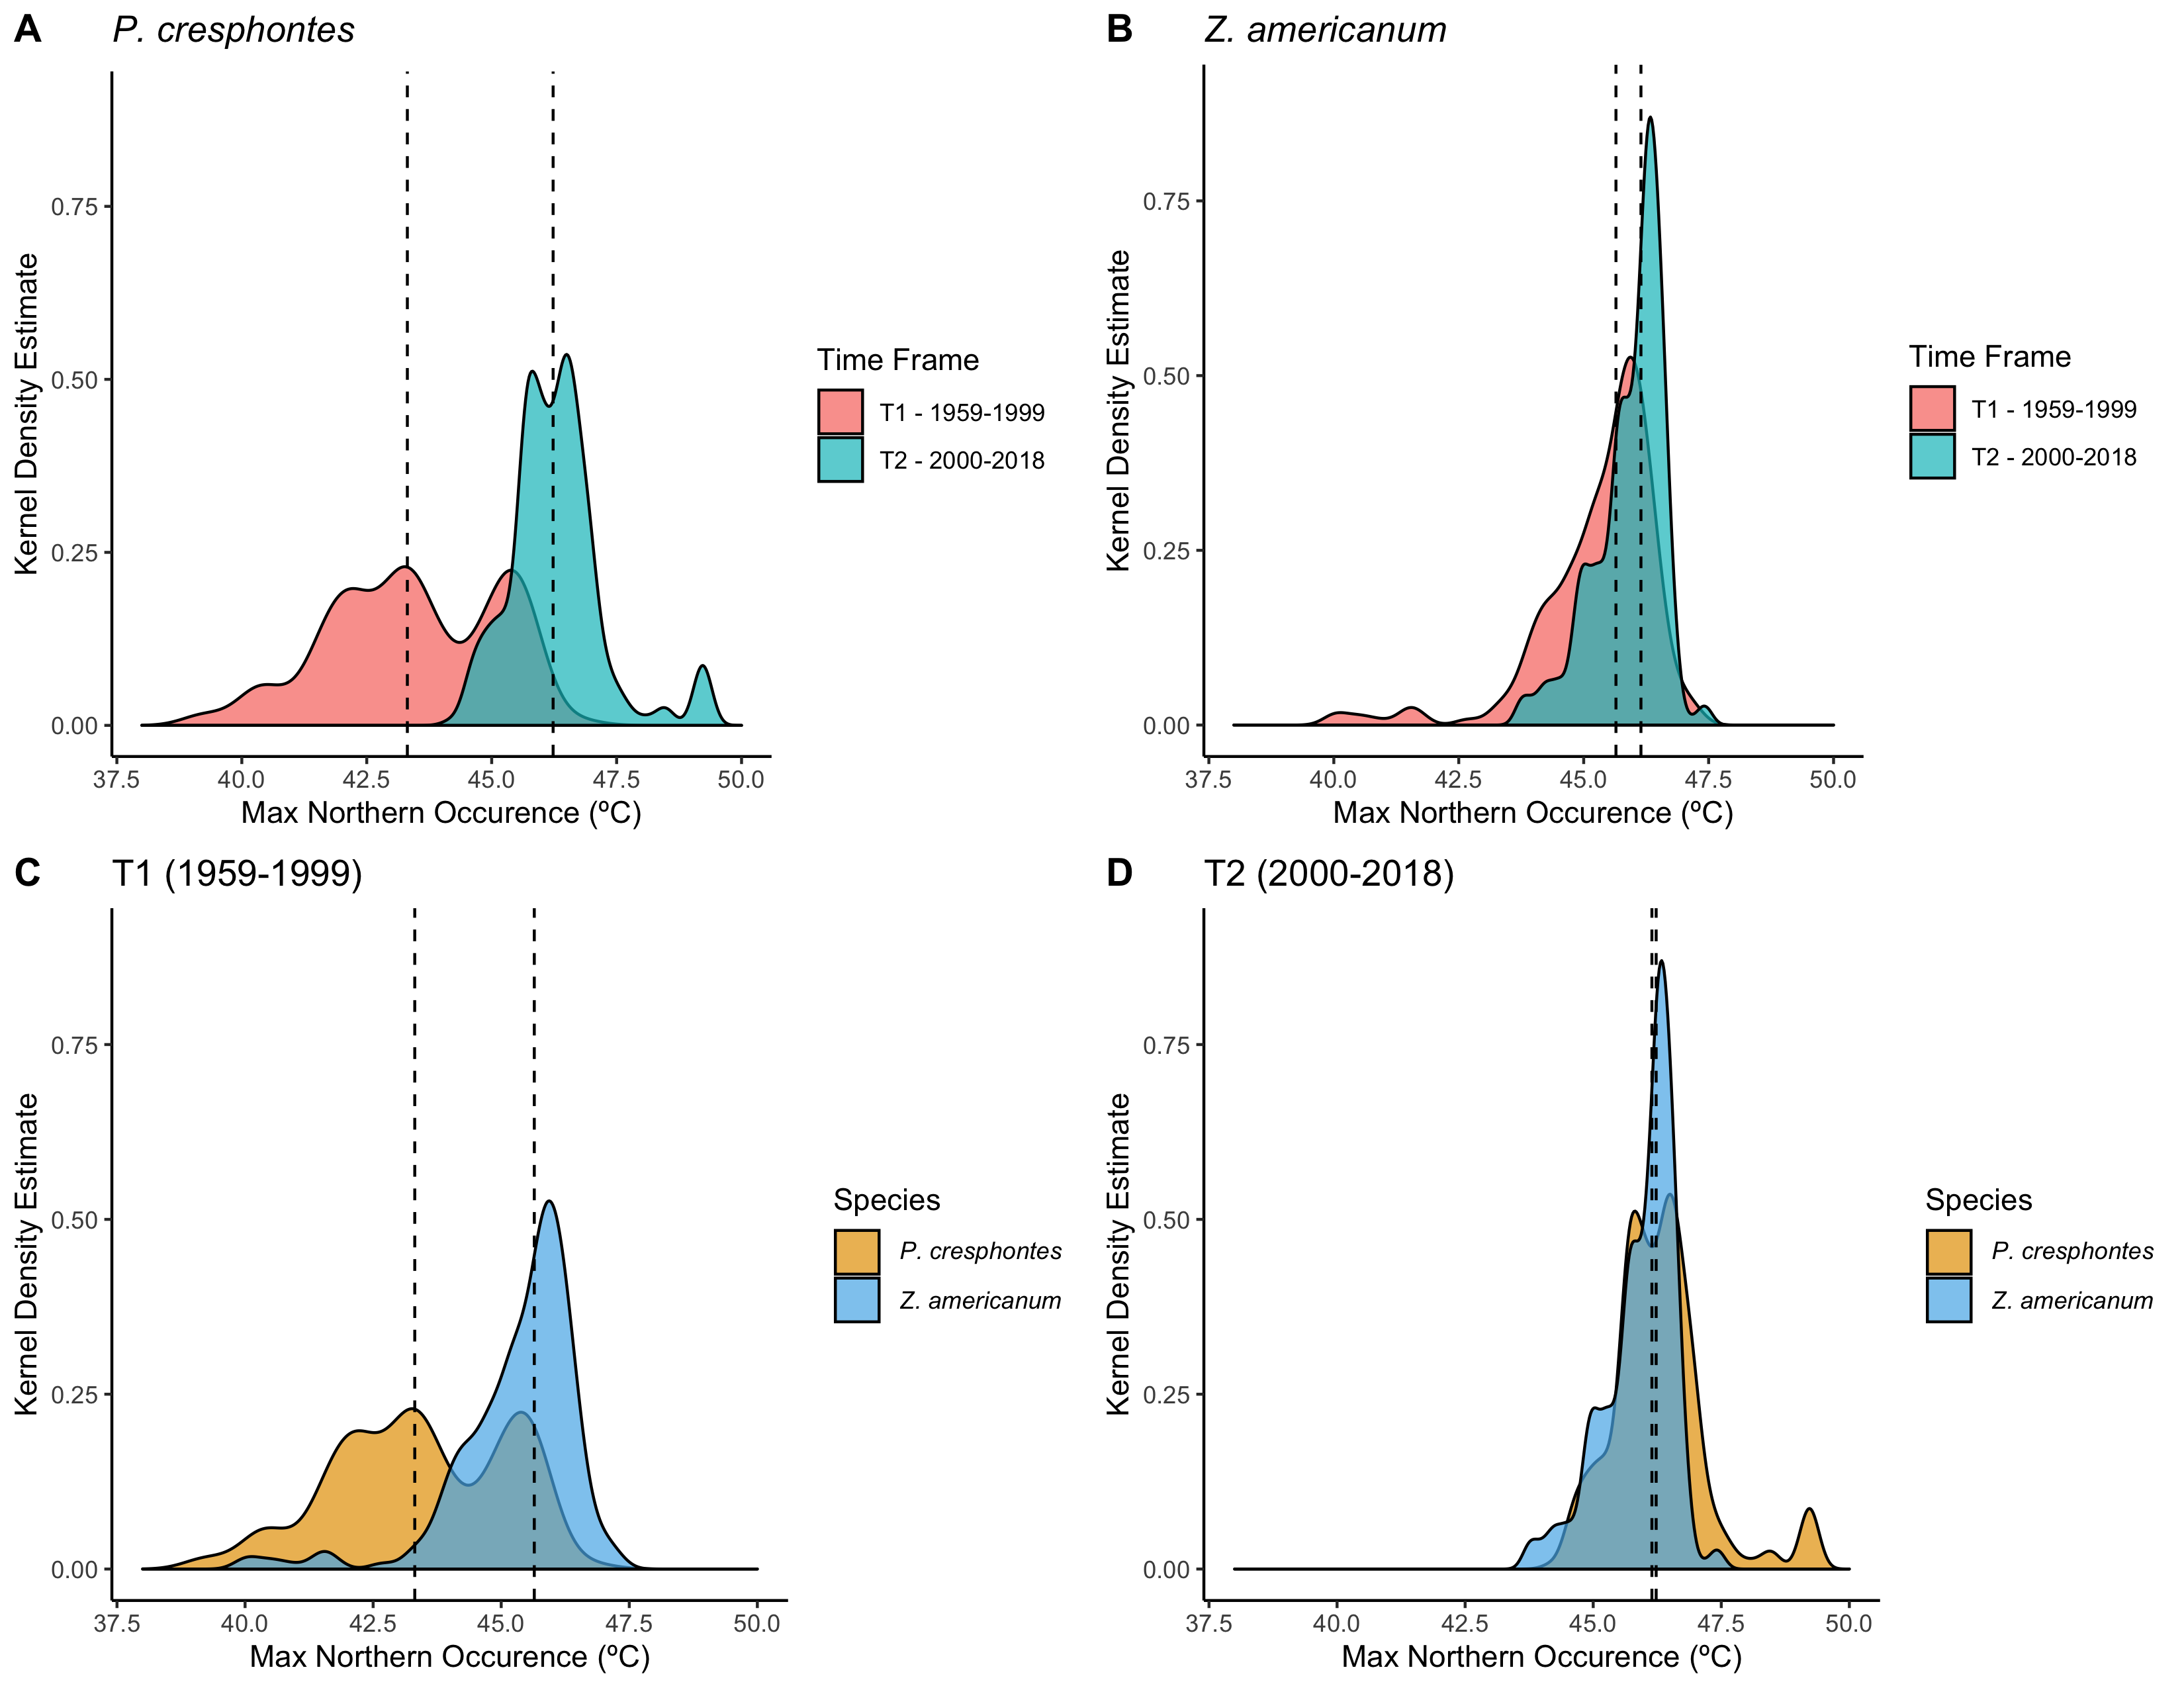 A P. cresphontes
Kernel Density Estimate
0.75
0.50
0.25
0.00
37.5 40.0 42.5 45.0 47.5 50.0
Max Northern Occurence (ºC)
Time Frame
T1 - 1959-1999
T2 - 2000-2018
B Z. americanum
Kernel Density Estimate
0.75
0.50
0.25
0.00
37.5 40.0 42.5 45.0 47.5 50.0
Max Northern Occurence (ºC)
Time Frame
T1 - 1959-1999
T2 - 2000-2018
C T1 (1959-1999)
Kernel Density Estimate
0.75
0.50
0.25
0.00
37.5 40.0 42.5 45.0 47.5 50.0
Max Northern Occurence (ºC)
Species
P. cresphontes
Z. americanum
D T2 (2000-2018)
Kernel Density Estimate
0.75
0.50
0.25
0.00
37.5 40.0 42.5 45.0 47.5 50.0
Max Northern Occurence (ºC)
Species
P. cresphontes
Z. americanum